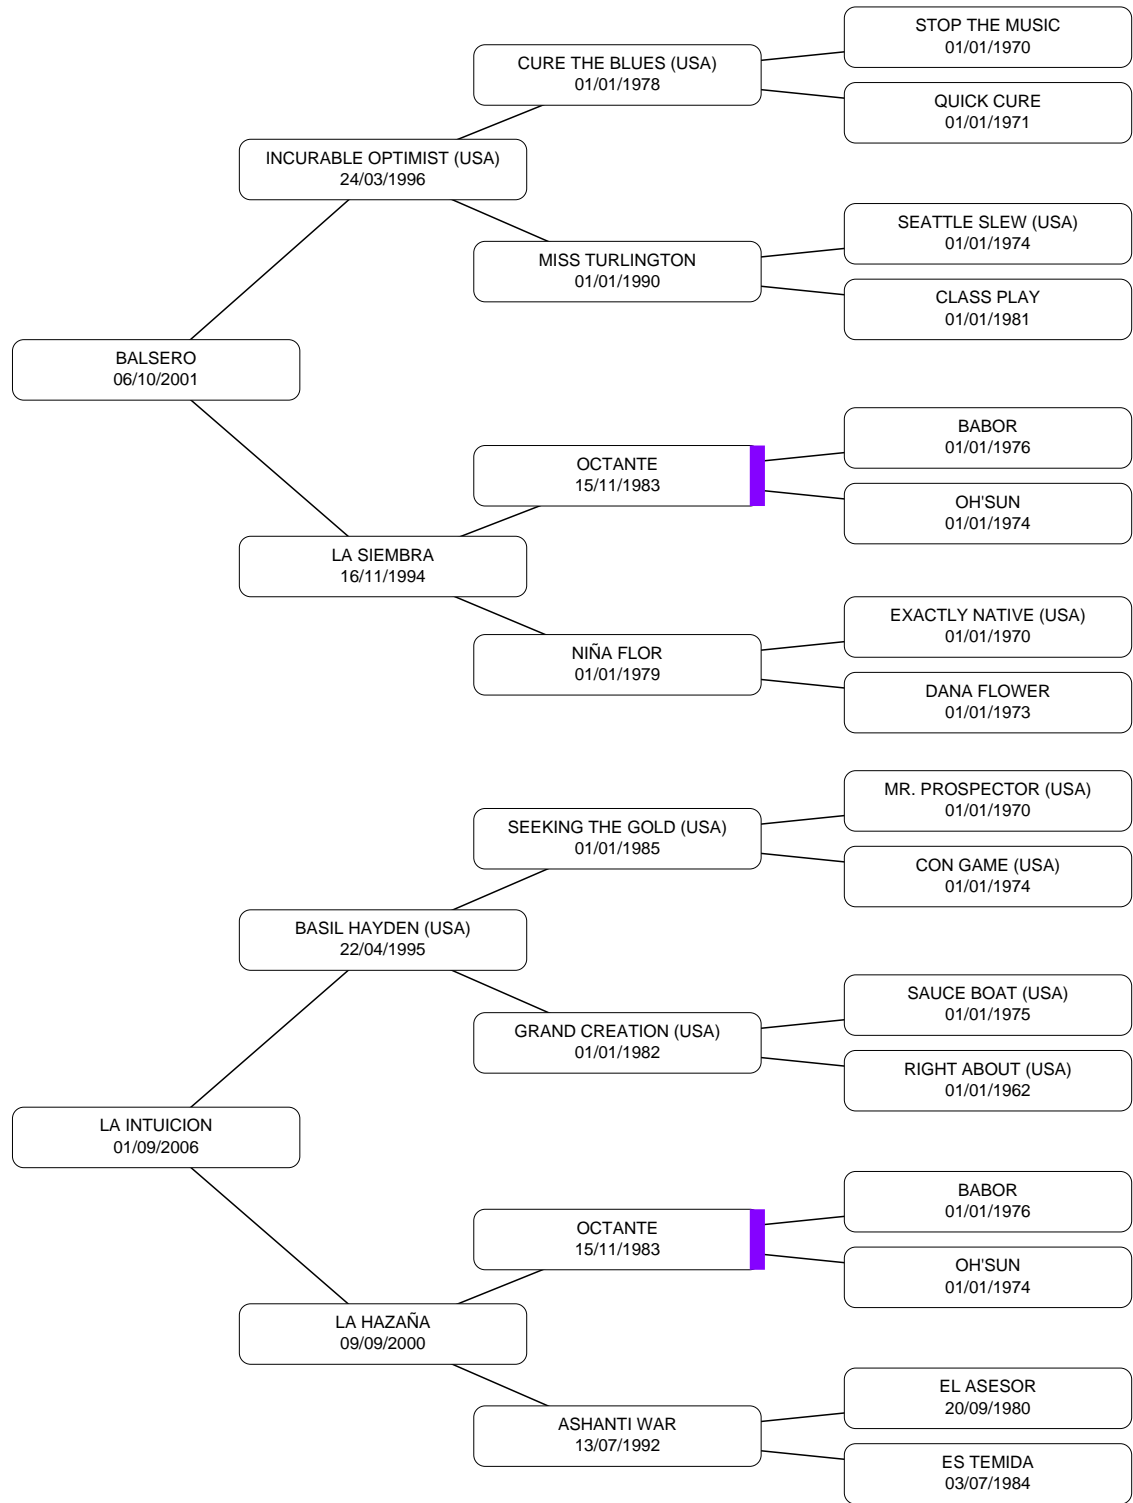 STOP THE MUSIC
01/01/1970
CURE THE BLUES (USA)
01/01/1978
QUICK CURE
01/01/1971
INCURABLE OPTIMIST (USA)
24/03/1996
SEATTLE SLEW (USA)
01/01/1974
MISS TURLINGTON
01/01/1990
CLASS PLAY
01/01/1981
BALSERO
06/10/2001
BABOR
01/01/1976
OCTANTE
15/11/1983
OH'SUN
01/01/1974
LA SIEMBRA
16/11/1994
EXACTLY NATIVE (USA)
01/01/1970
NIÑA FLOR
01/01/1979
DANA FLOWER
01/01/1973
MR. PROSPECTOR (USA)
01/01/1970
SEEKING THE GOLD (USA)
01/01/1985
CON GAME (USA)
01/01/1974
BASIL HAYDEN (USA)
22/04/1995
SAUCE BOAT (USA)
01/01/1975
GRAND CREATION (USA)
01/01/1982
RIGHT ABOUT (USA)
01/01/1962
LA INTUICION
01/09/2006
BABOR
01/01/1976
OCTANTE
15/11/1983
OH'SUN
01/01/1974
LA HAZAÑA
09/09/2000
EL ASESOR
20/09/1980
ASHANTI WAR
13/07/1992
ES TEMIDA
03/07/1984